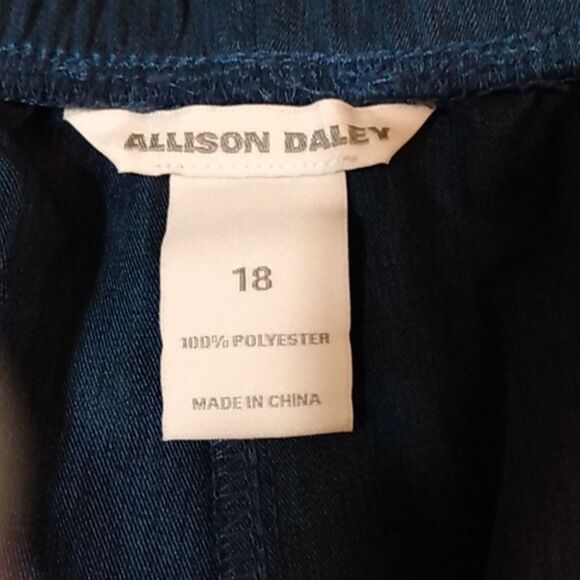 ALLISON DALEY
18
100% POLYESTER
MADE IN CHINA